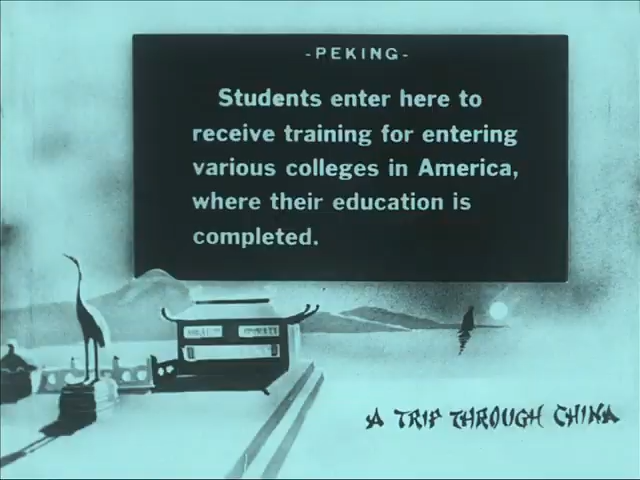 -PEKING-
Students enter here to
receive training for entering
various colleges in America,
where their education is
completed.
A TRIP THROUGH CHINA